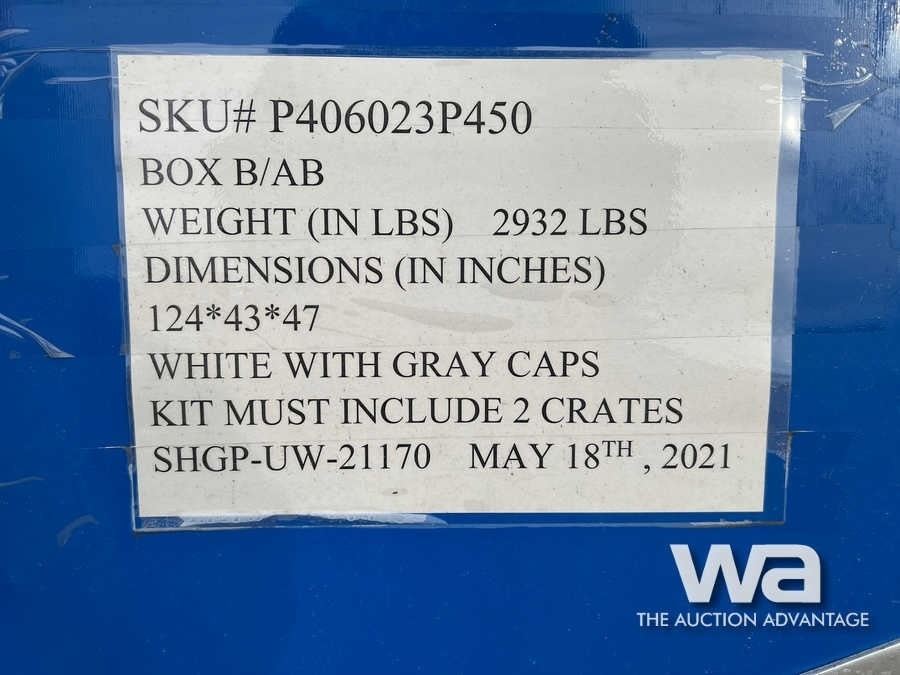 SKU# P406023P450
BOX B/AB
WEIGHT (IN LBS) 2932 LBS
DIMENSIONS (IN INCHES)
124*43*47
WHITE WITH GRAY CAPS
KIT MUST INCLUDE 2 CRATES
SHGP-UW-21170 MAY 18TH , 2021
wa
THE AUCTION ADVANTAGE